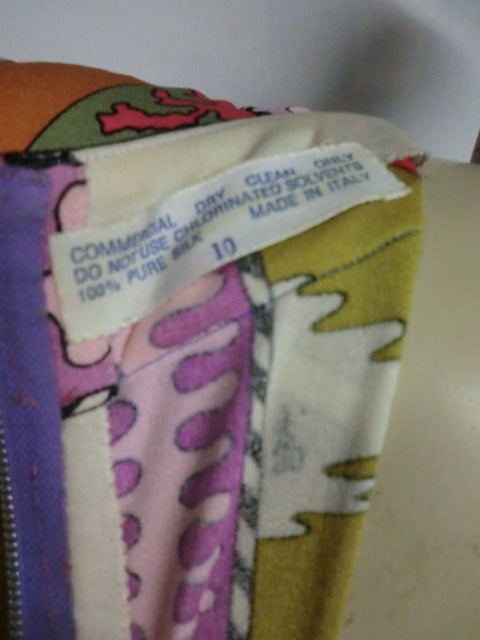 COMMERCIAL DRY CLEAN ONLY
DO NOT USE CHLORINATED SOLVENTS
100% PURE SILK MADE IN ITALY
10